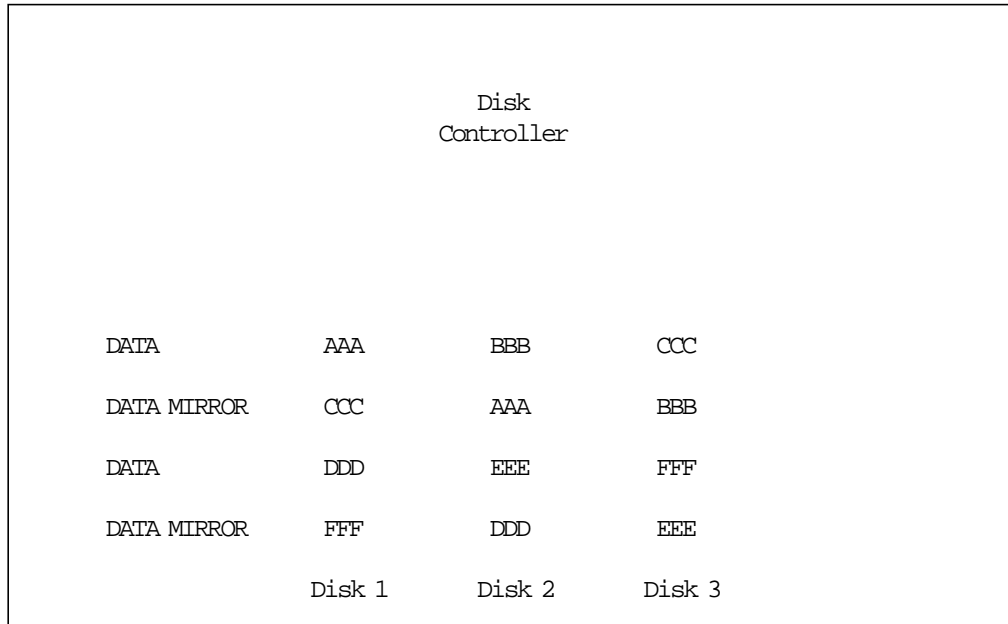 Disk
Controller
DATA AAA BBB CCC
DATA MIRROR CCC AAA BBB
DATA DDD EEE FFF
DATA MIRROR FFF DDD EEE
Disk 1 Disk 2 Disk 3